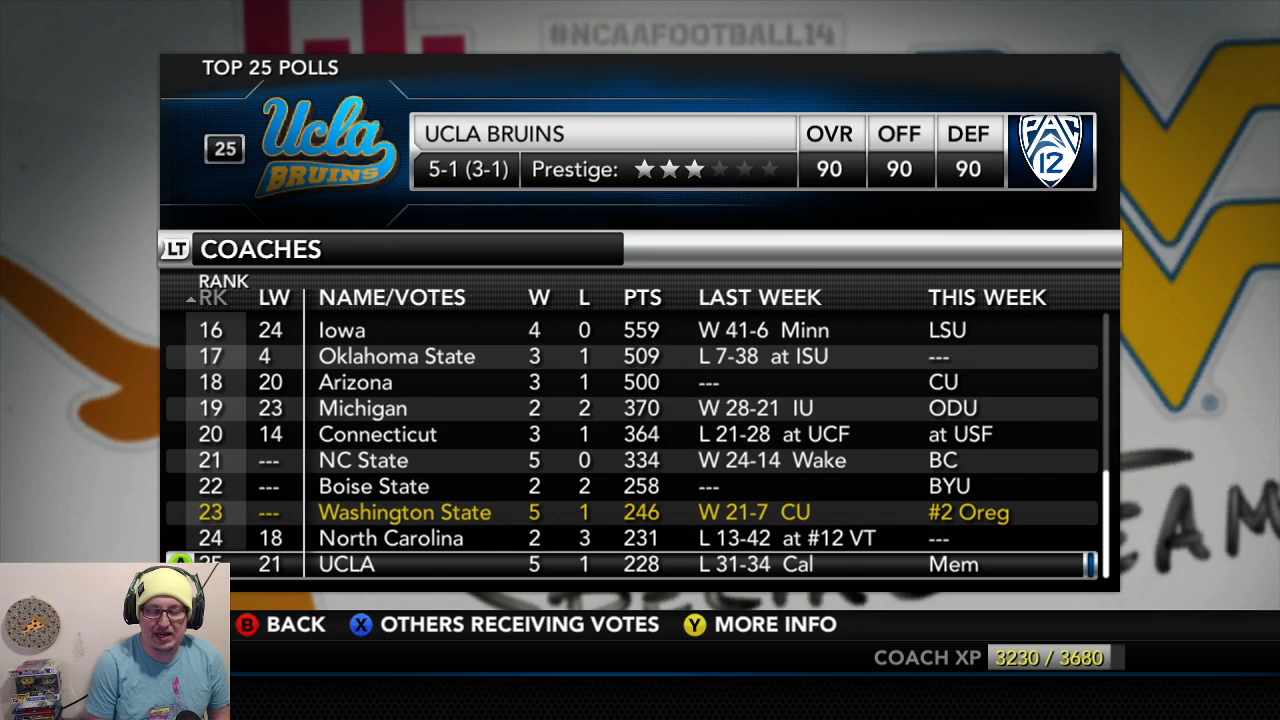 #NCAAFOOTBALL14
TOP 25 POLLS
25
Ucla
BRUINS
UCLA BRUINS OVR OFF DEF
5-1 (3-1) Prestige: 90 90 90
PAC
12
LT COACHES
RANK
RK LW NAME/VOTES W L PTS LAST WEEK THIS WEEK
16 24 Iowa 4 0 559 W 41-6 Minn LSU
17 4 Oklahoma State 3 1 509 L 7-38 at ISU ---
18 20 Arizona 3 1 500 --- CU
19 23 Michigan 2 2 370 W 28-21 IU ODU
20 14 Connecticut 3 1 364 L 21-28 at UCF at USF
21 --- NC State 5 0 334 W 24-14 Wake BC
22 --- Boise State 2 2 258 --- BYU
23 --- Washington State 5 1 246 W 21-7 CU #2 Oreg
24 18 North Carolina 2 3 231 L 13-42 at #12 VT ---
25 21 UCLA 5 1 228 L 31-34 Cal Mem
B BACK X OTHERS RECEIVING VOTES Y MORE INFO
COACH XP 3230 / 3680